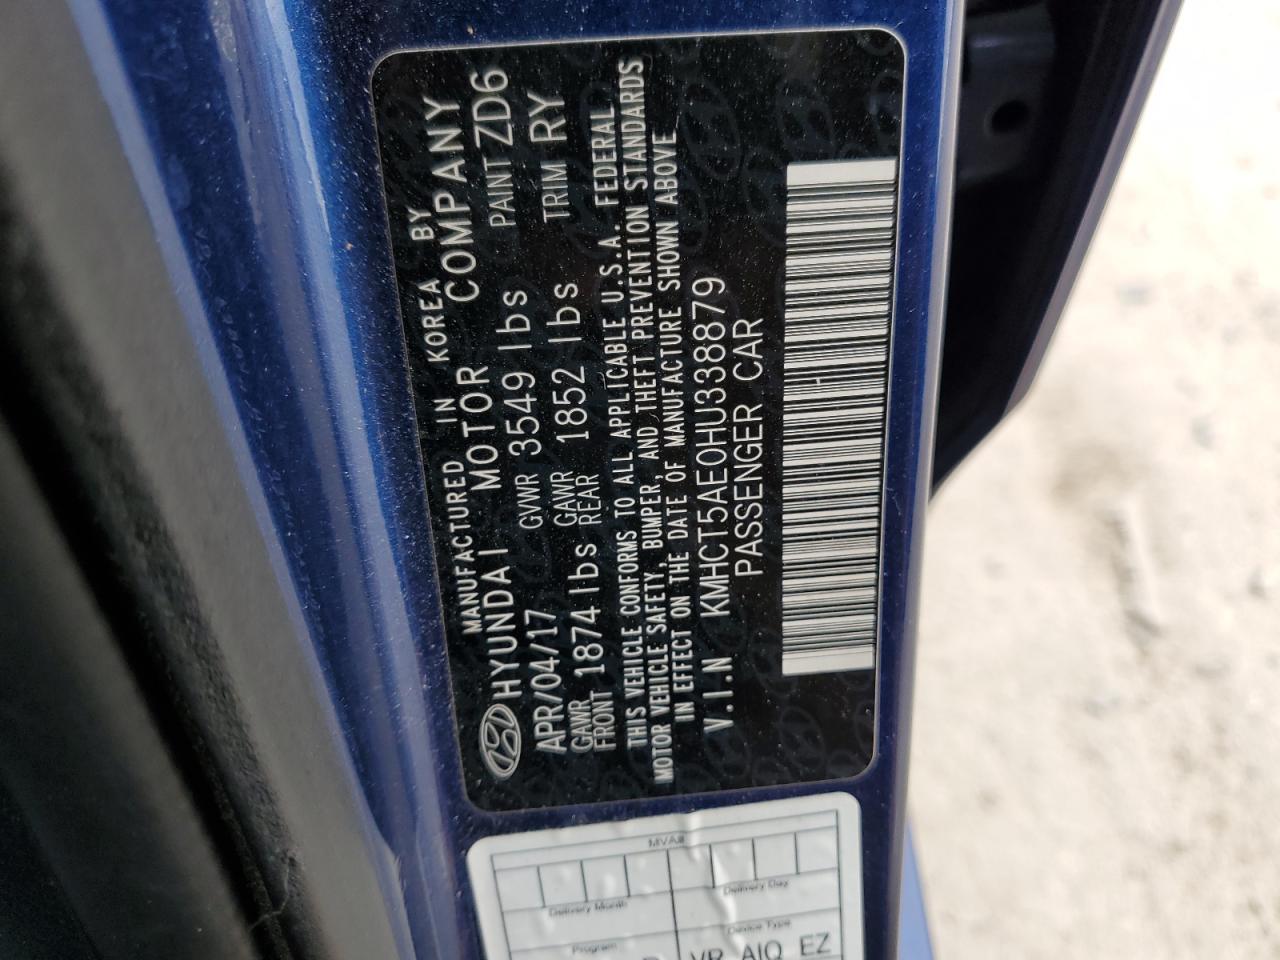 MANUFACTURED IN KOREA BY
HYUNDAI MOTOR COMPANY
APR/04/17 GVWR 3549 lbs PAINT ZD6
GAWR FRONT 1874 lbs GAWR REAR 1852 lbs TRIM RY
THIS VEHICLE CONFORMS TO ALL APPLICABLE U.S.A. FEDERAL
MOTOR VEHICLE SAFETY, BUMPER, AND THEFT PREVENTION STANDARDS
IN EFFECT ON THE DATE OF MANUFACTURE SHOWN ABOVE
V.I.N KMHCT5AE0HU338879
PASSENGER CAR
MVA#
Delivery Month Delivery Day
Program Device Type
VR AIQ EZ